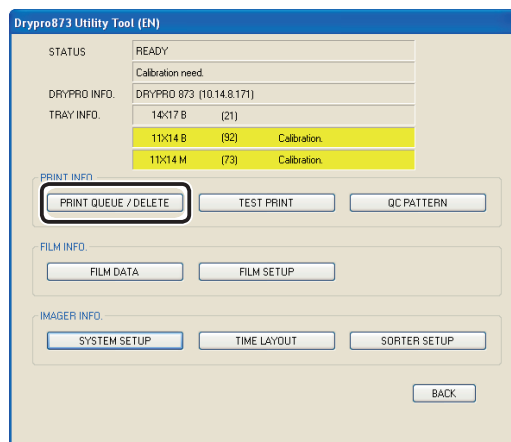 Drypro873 Utility Tool (EN)
STATUS READY
Calibration need.
DRYPRO INFO. DRYPRO 873 (10.14.8.171)
TRAY INFO. 14X17 B (21)
11X14 B (92) Calibration.
11X14 M (73) Calibration.
PRINT INFO.
PRINT QUEUE / DELETE TEST PRINT QC PATTERN
FILM INFO.
FILM DATA FILM SETUP
IMAGER INFO.
SYSTEM SETUP TIME LAYOUT SORTER SETUP
BACK